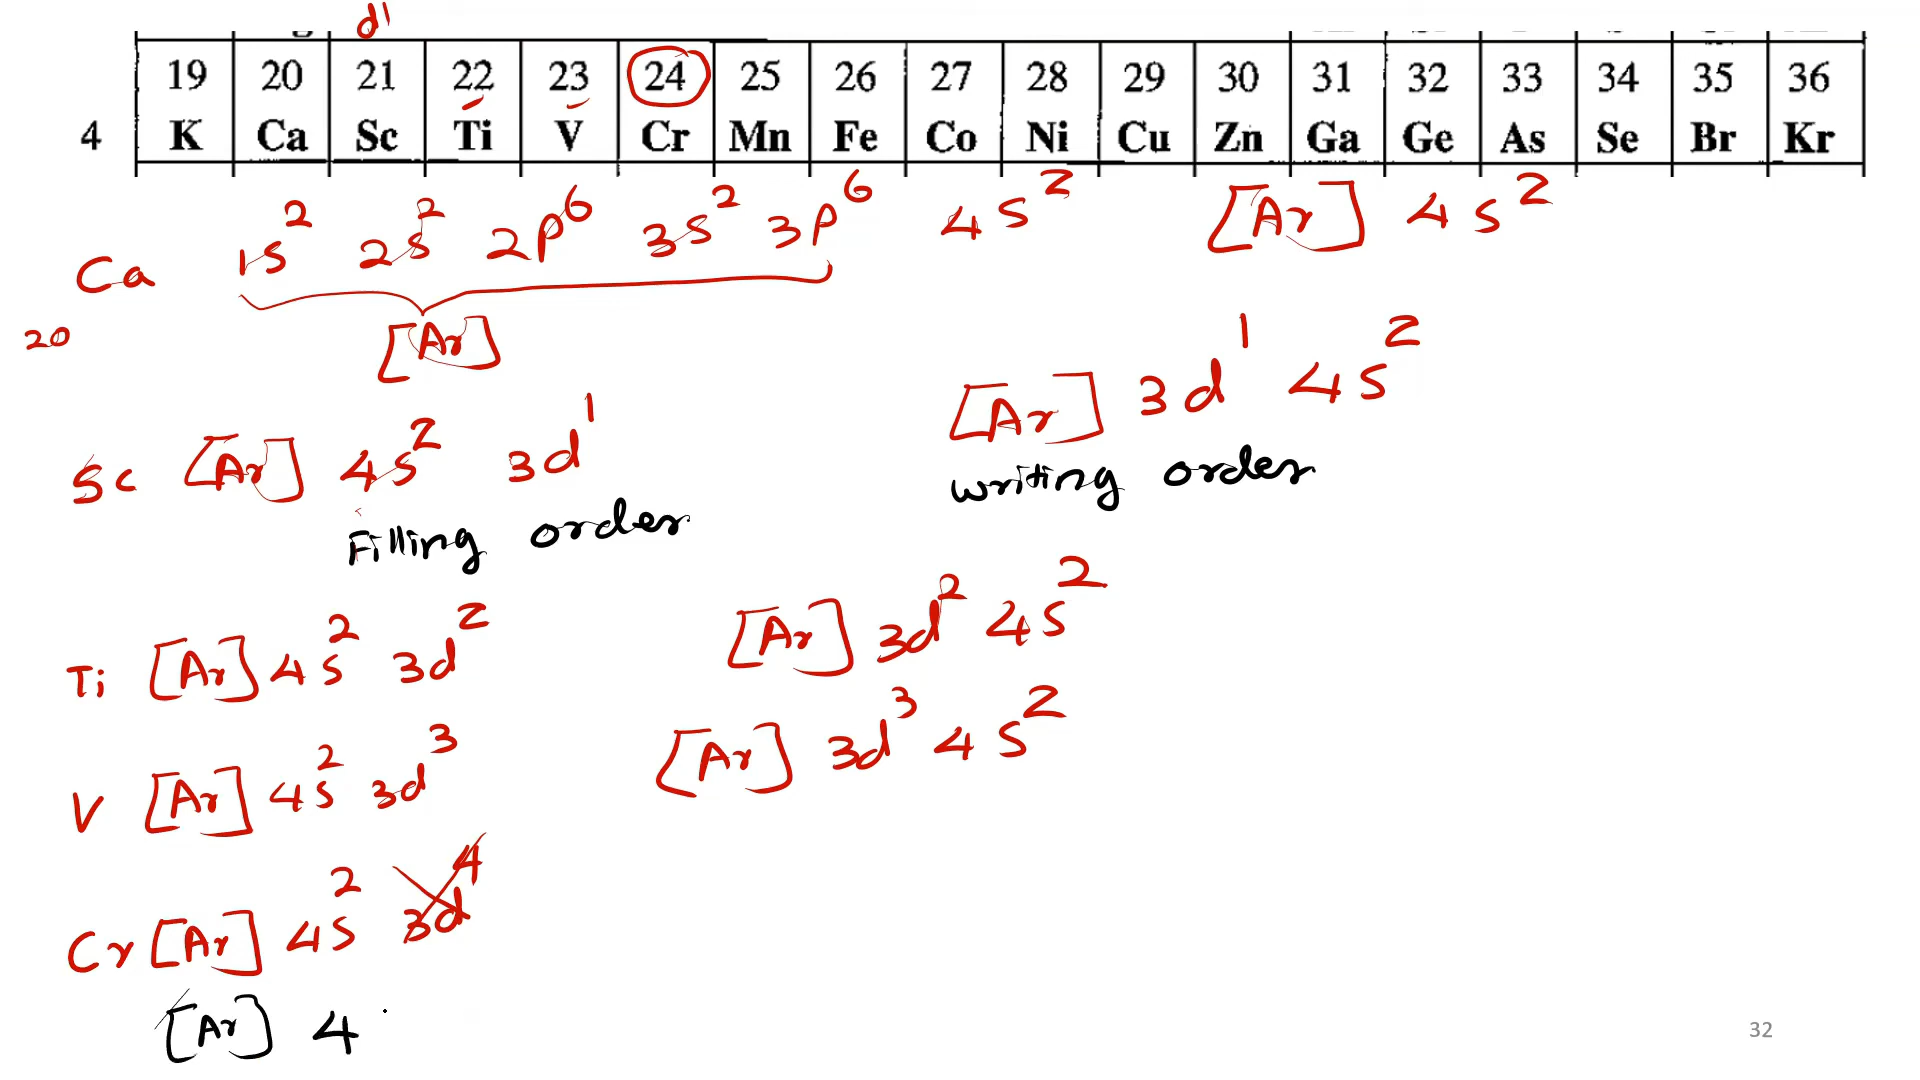 d1
19 20 21 22 23 24 25 26 27 28 29 30 31 32 33 34 35 36
4 K Ca Sc Ti V Cr Mn Fe Co Ni Cu Zn Ga Ge As Se Br Kr
Ca 1s² 2s² 2p⁶ 3s² 3p⁶ 4s² [Ar] 4s²
20 [Ar]
Sc [Ar] 4s² 3d¹ [Ar] 3d¹ 4s²
Filling order writing order
Ti [Ar] 4s² 3d² [Ar] 3d² 4s²
V [Ar] 4s² 3d³ [Ar] 3d³ 4s²
Cr [Ar] 4s² 3d⁴
[Ar] 4
32